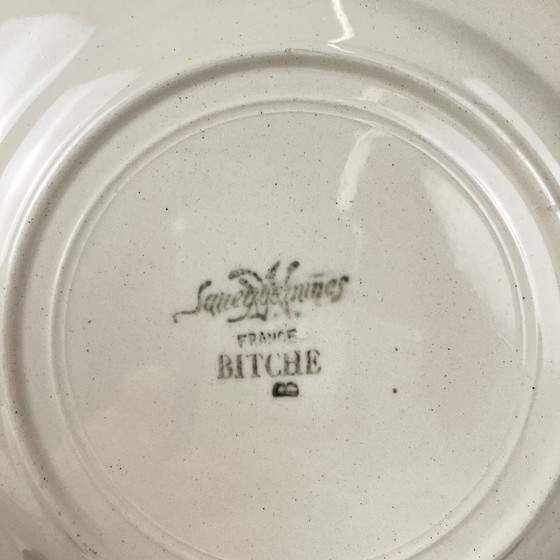 Sarreguemines
FRANCE
BITCHE
B